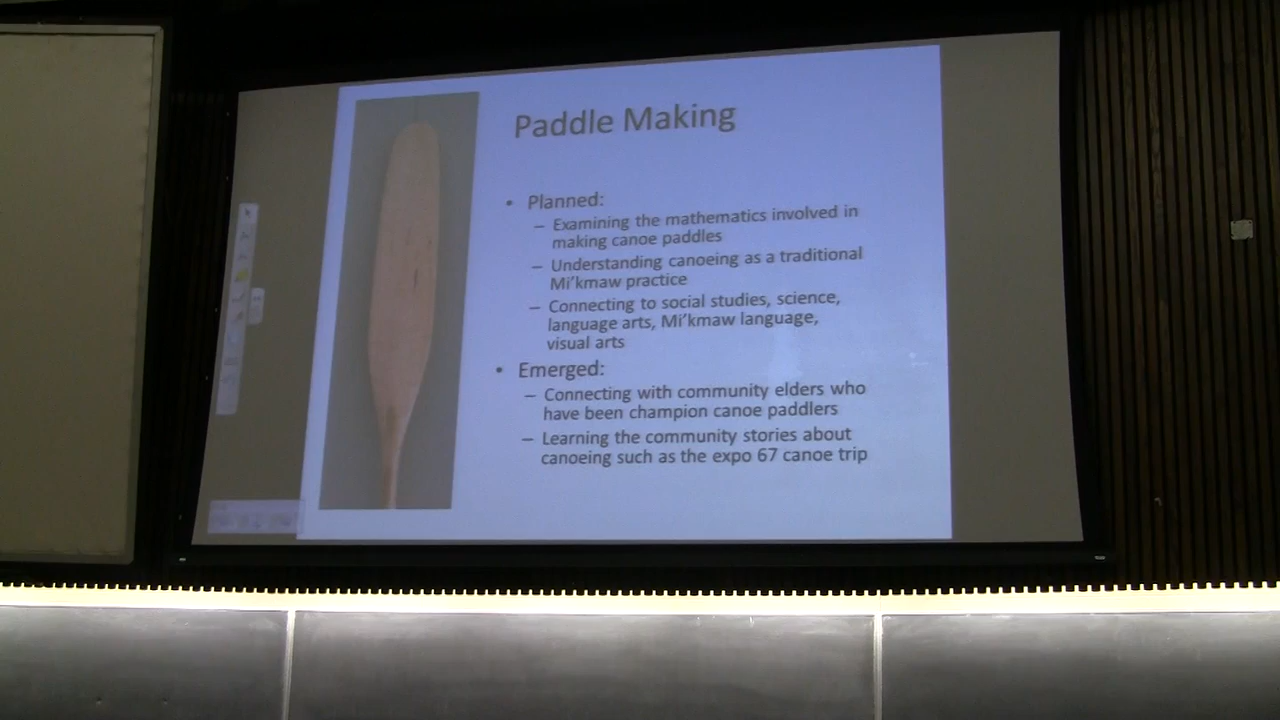 Paddle Making
• Planned:
– Examining the mathematics involved in
making canoe paddles
– Understanding canoeing as a traditional
Mi'kmaw practice
– Connecting to social studies, science,
language arts, Mi'kmaw language,
visual arts
• Emerged:
– Connecting with community elders who
have been champion canoe paddlers
– Learning the community stories about
canoeing such as the expo 67 canoe trip